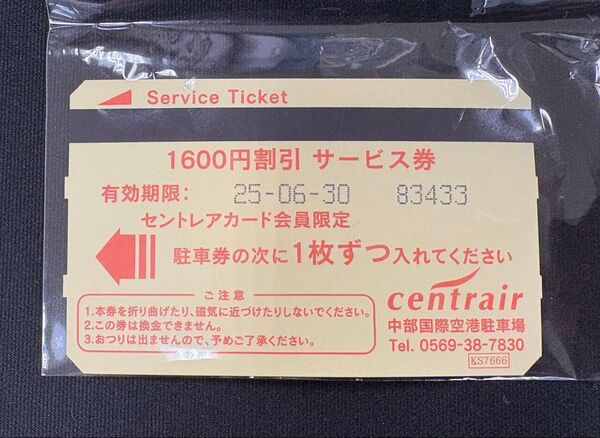 Service Ticket
1600円割引 サービス券
有効期限: 25-06-30 83433
セントレアカード会員限定
駐車券の次に1枚ずつ入れてください
ご注意
1.本券を折り曲げたり、磁気に近づけたりしないでください。
2.この券は換金できません。
3.おつりは出ませんので、予めご了承ください。
centrair
中部国際空港駐車場
Tel. 0569-38-7830
KS7666